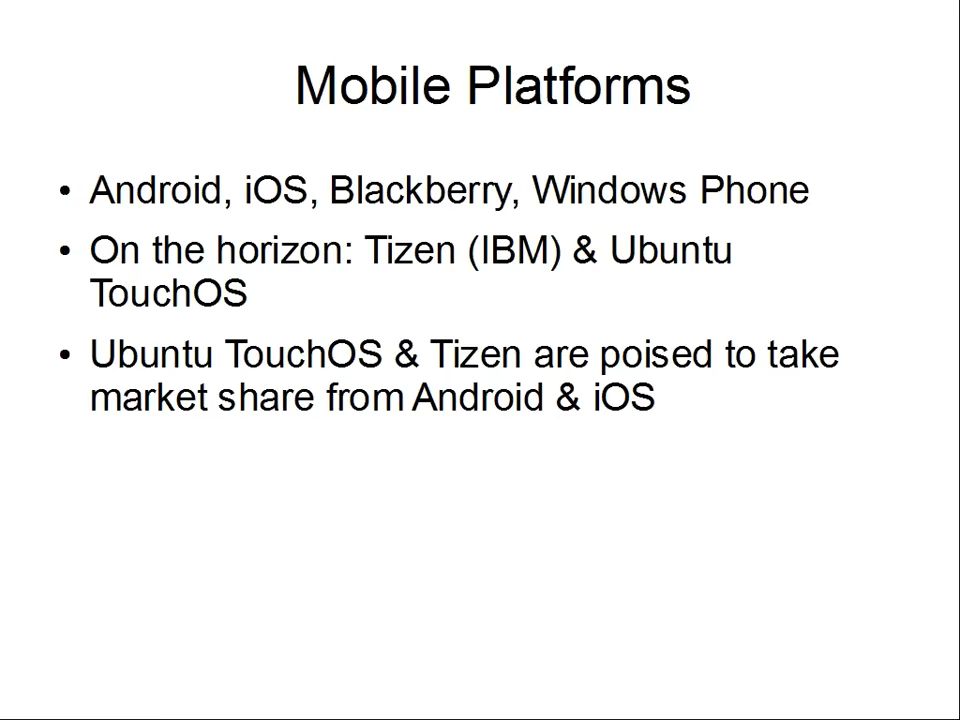 Mobile Platforms
• Android, iOS, Blackberry, Windows Phone
• On the horizon: Tizen (IBM) & Ubuntu
TouchOS
• Ubuntu TouchOS & Tizen are poised to take
market share from Android & iOS